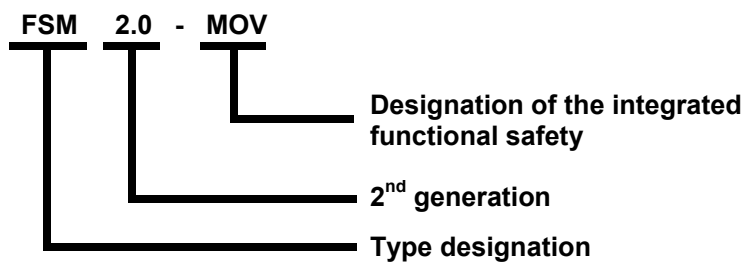 FSM 2.0 - MOV
Designation of the integrated
functional safety
2nd generation
Type designation